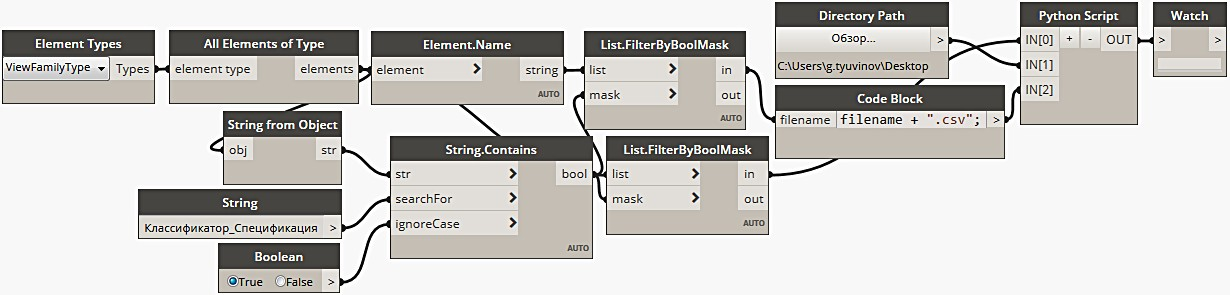 Element Types
ViewFamilyType Types >
All Elements of Type
element type elements >
Element.Name
element > string
AUTO
List.FilterByBoolMask
list > in
mask > out
AUTO
Directory Path
Обзор... >
C:\Users\g.tyuvinov\Desktop
Python Script
IN[0] + - OUT
IN[1]
IN[2]
Watch
> >
Code Block
filename filename + ".csv"; >
String from Object
obj str
String.Contains
str > bool
searchFor >
ignoreCase >
AUTO
List.FilterByBoolMask
list > in
mask > out
AUTO
String
Классификатор_Спецификация >
Boolean
True False >